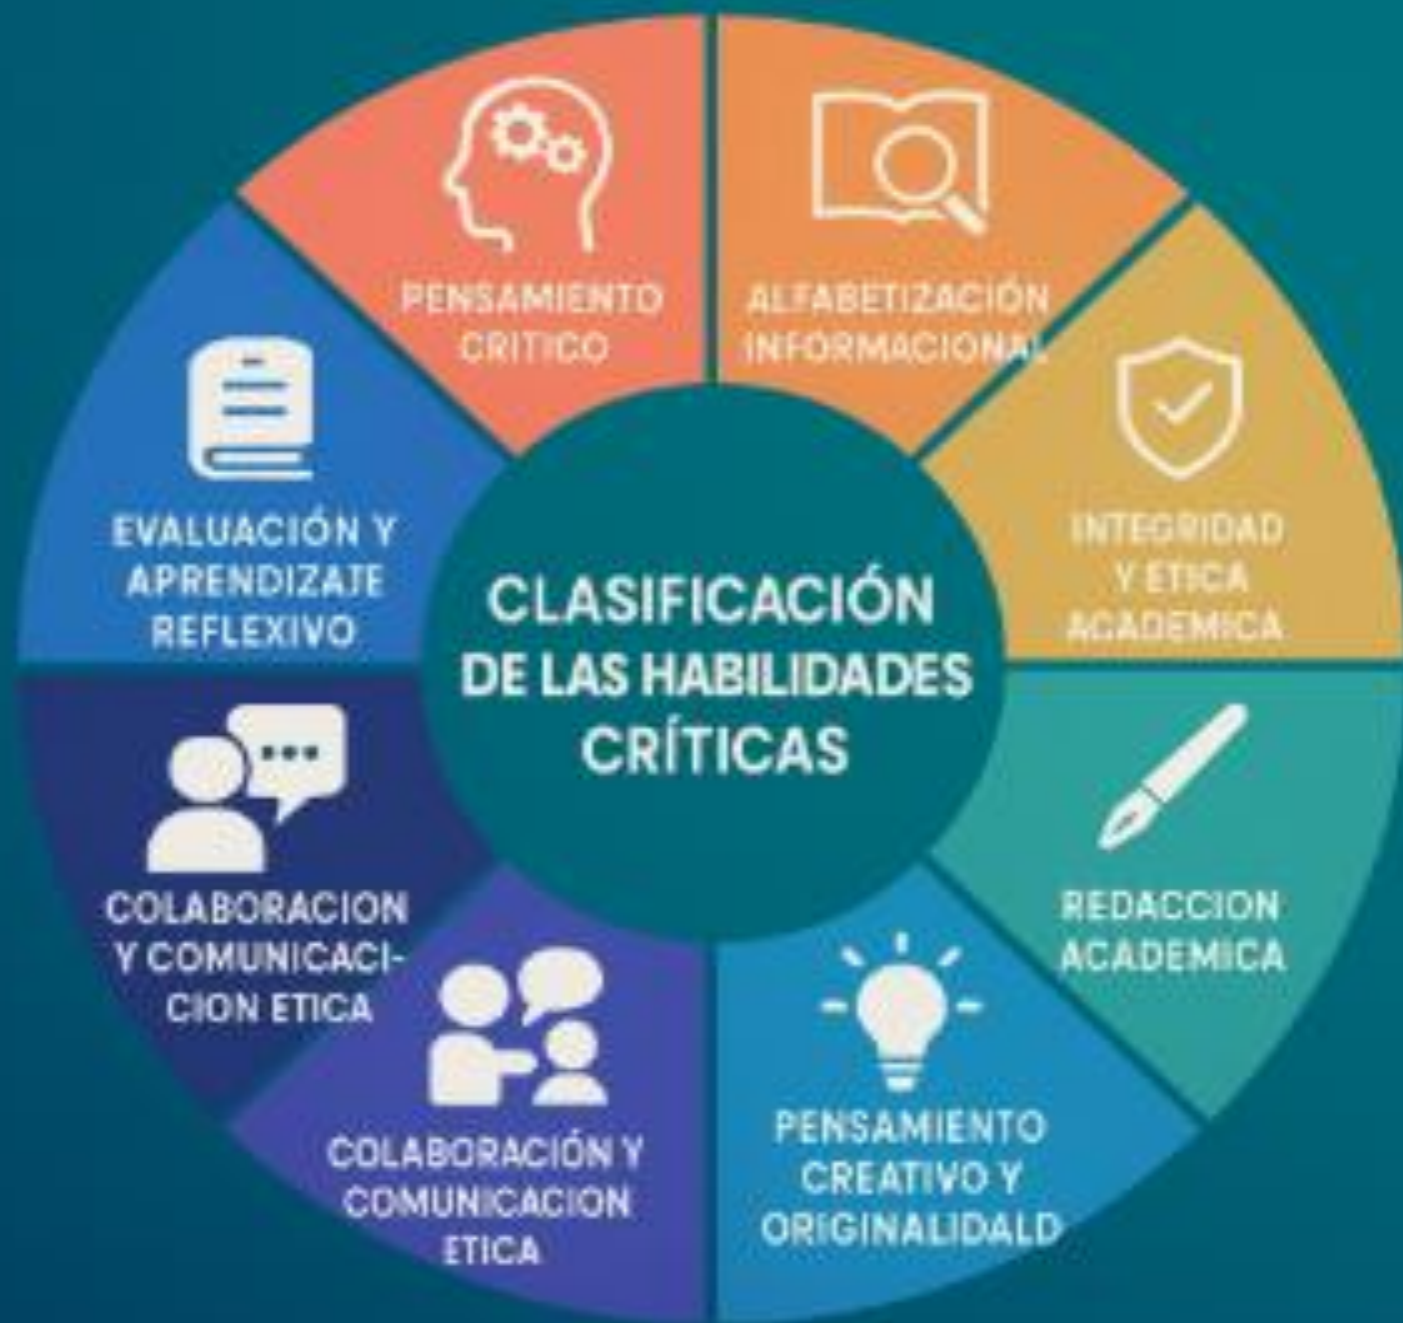 CLASIFICACIÓN
DE LAS HABILIDADES
CRÍTICAS
PENSAMIENTO
CRITICO
ALFABETIZACIÓN
INFORMACIONAL
INTEGRIDAD
Y ETICA
ACADEMICA
REDACCION
ACADEMICA
PENSAMIENTO
CREATIVO Y
ORIGINALIDALD
COLABORACIÓN Y
COMUNICACION
ETICA
COLABORACION
Y COMUNICACI-
CION ETICA
EVALUACIÓN Y
APRENDIZATE
REFLEXIVO